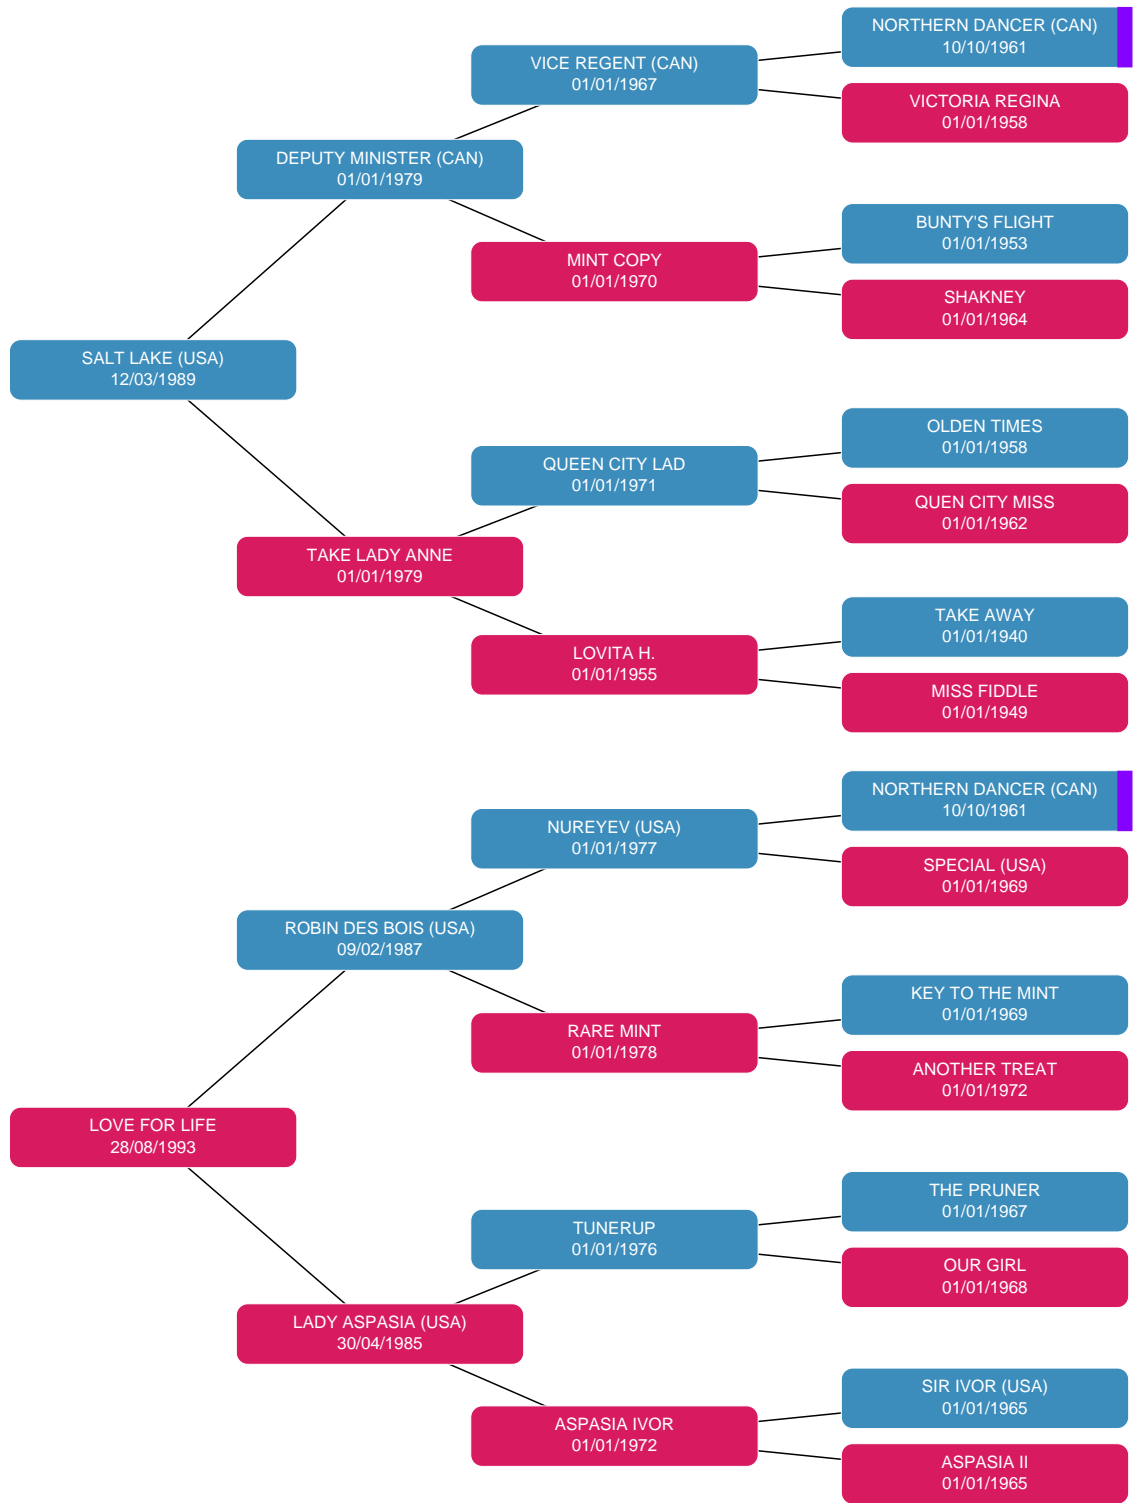 NORTHERN DANCER (CAN)
10/10/1961
VICE REGENT (CAN)
01/01/1967
VICTORIA REGINA
01/01/1958
DEPUTY MINISTER (CAN)
01/01/1979
BUNTY'S FLIGHT
01/01/1953
MINT COPY
01/01/1970
SHAKNEY
01/01/1964
SALT LAKE (USA)
12/03/1989
OLDEN TIMES
01/01/1958
QUEEN CITY LAD
01/01/1971
QUEN CITY MISS
01/01/1962
TAKE LADY ANNE
01/01/1979
TAKE AWAY
01/01/1940
LOVITA H.
01/01/1955
MISS FIDDLE
01/01/1949
NORTHERN DANCER (CAN)
10/10/1961
NUREYEV (USA)
01/01/1977
SPECIAL (USA)
01/01/1969
ROBIN DES BOIS (USA)
09/02/1987
KEY TO THE MINT
01/01/1969
RARE MINT
01/01/1978
ANOTHER TREAT
01/01/1972
LOVE FOR LIFE
28/08/1993
THE PRUNER
01/01/1967
TUNERUP
01/01/1976
OUR GIRL
01/01/1968
LADY ASPASIA (USA)
30/04/1985
SIR IVOR (USA)
01/01/1965
ASPASIA IVOR
01/01/1972
ASPASIA II
01/01/1965